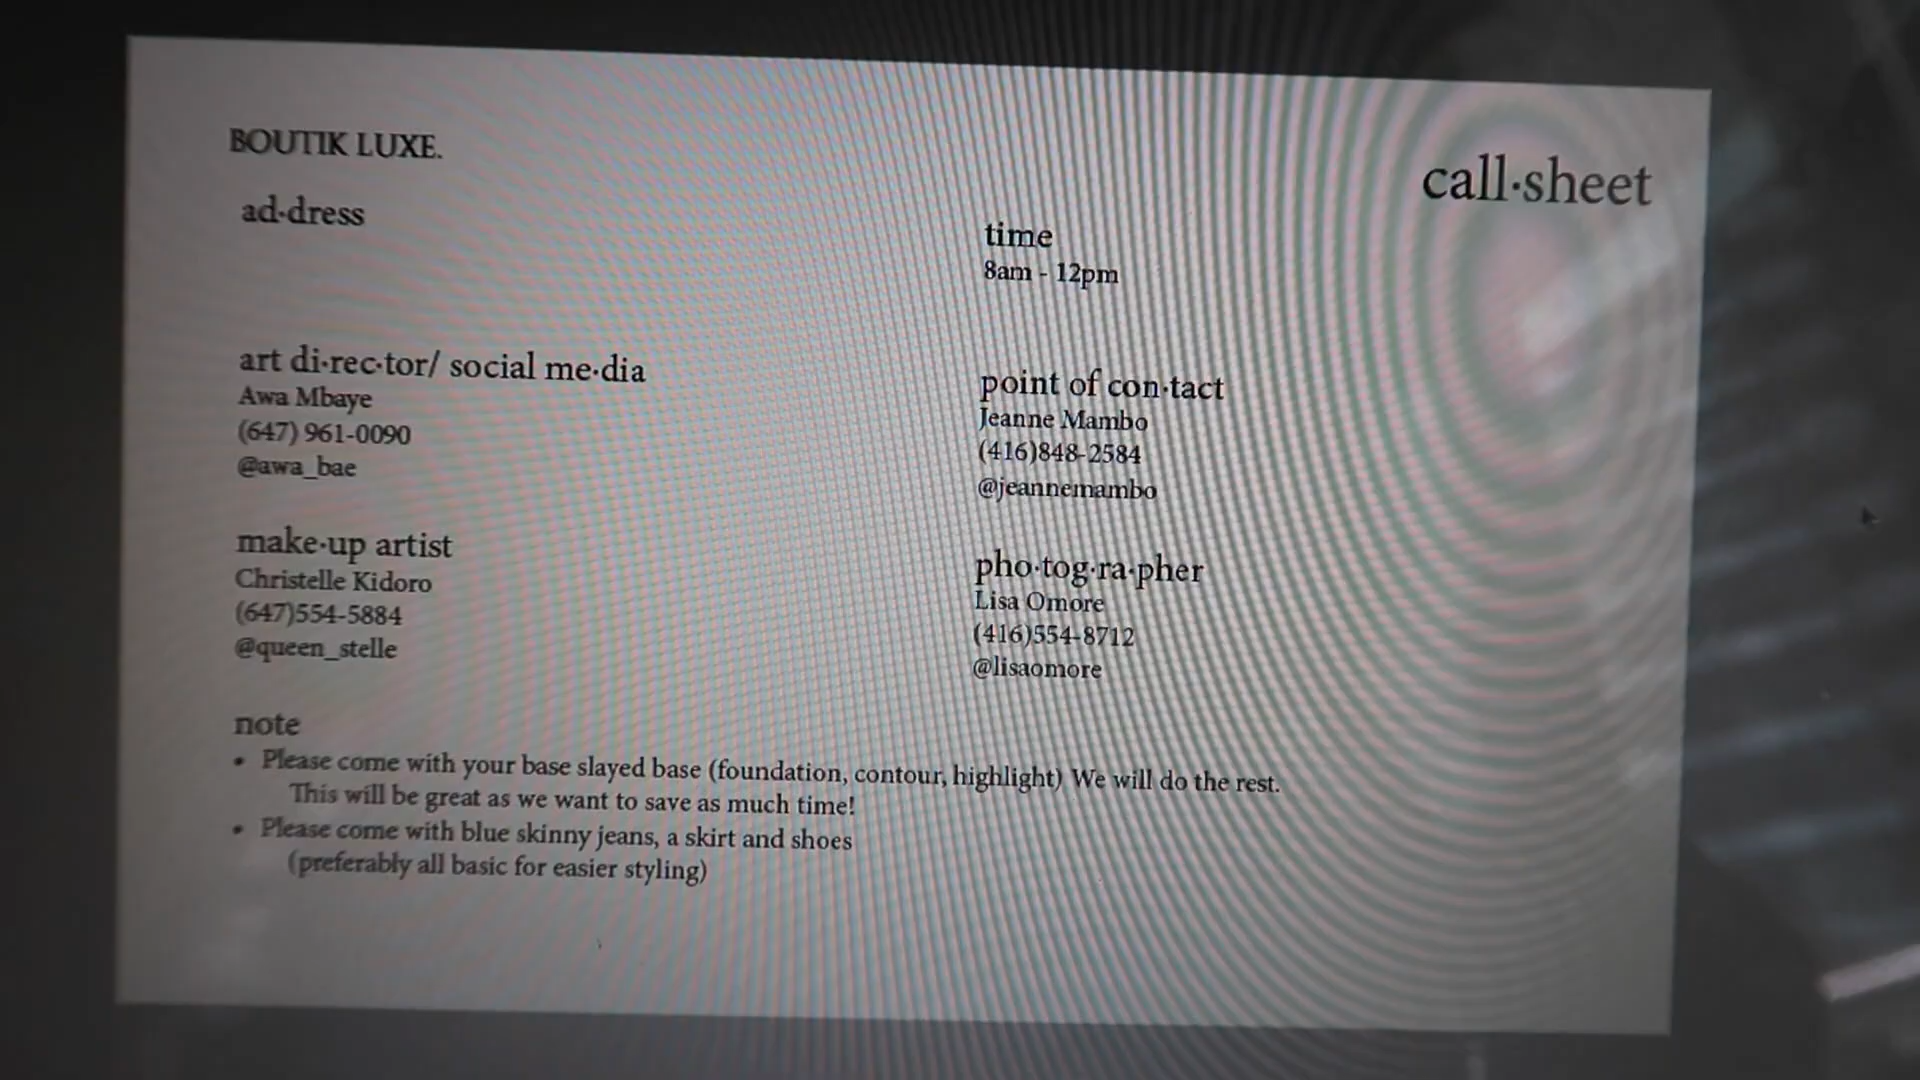 BOUTIK LUXE.
call·sheet
ad·dress
time
8am - 12pm
art di·rec·tor/ social me·dia
Awa Mbaye
(647) 961-0090
@awa_bae
point of con·tact
Jeanne Mambo
(416)848-2584
@jeannemambo
make·up artist
Christelle Kidoro
(647)554-5884
@queen_stelle
pho·tog·ra·pher
Lisa Omore
(416)554-8712
@lisaomore
note
• Please come with your base slayed base (foundation, contour, highlight) We will do the rest.
This will be great as we want to save as much time!
• Please come with blue skinny jeans, a skirt and shoes
(preferably all basic for easier styling)